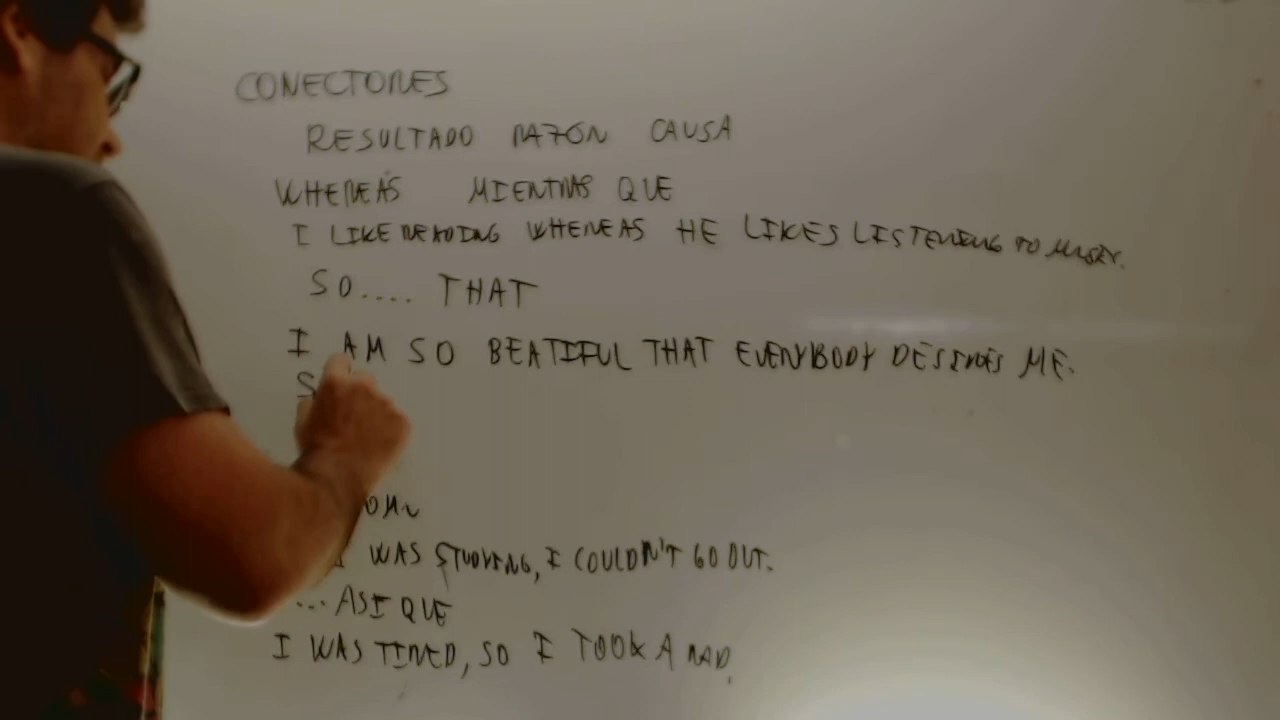 CONECTORES
RESULTADO RAZÓN CAUSA
WHEREAS MIENTRAS QUE
I LIKE READING WHEREAS HE LIKES LISTENING TO MUSIC.
SO.... THAT
I AM SO BEATIFUL THAT EVERYBODY DESIRES ME.
S
I WAS STUDYING, I COULDN'T GO OUT.
... ASI QUE
I WAS TIRED, SO I TOOK A NAP.